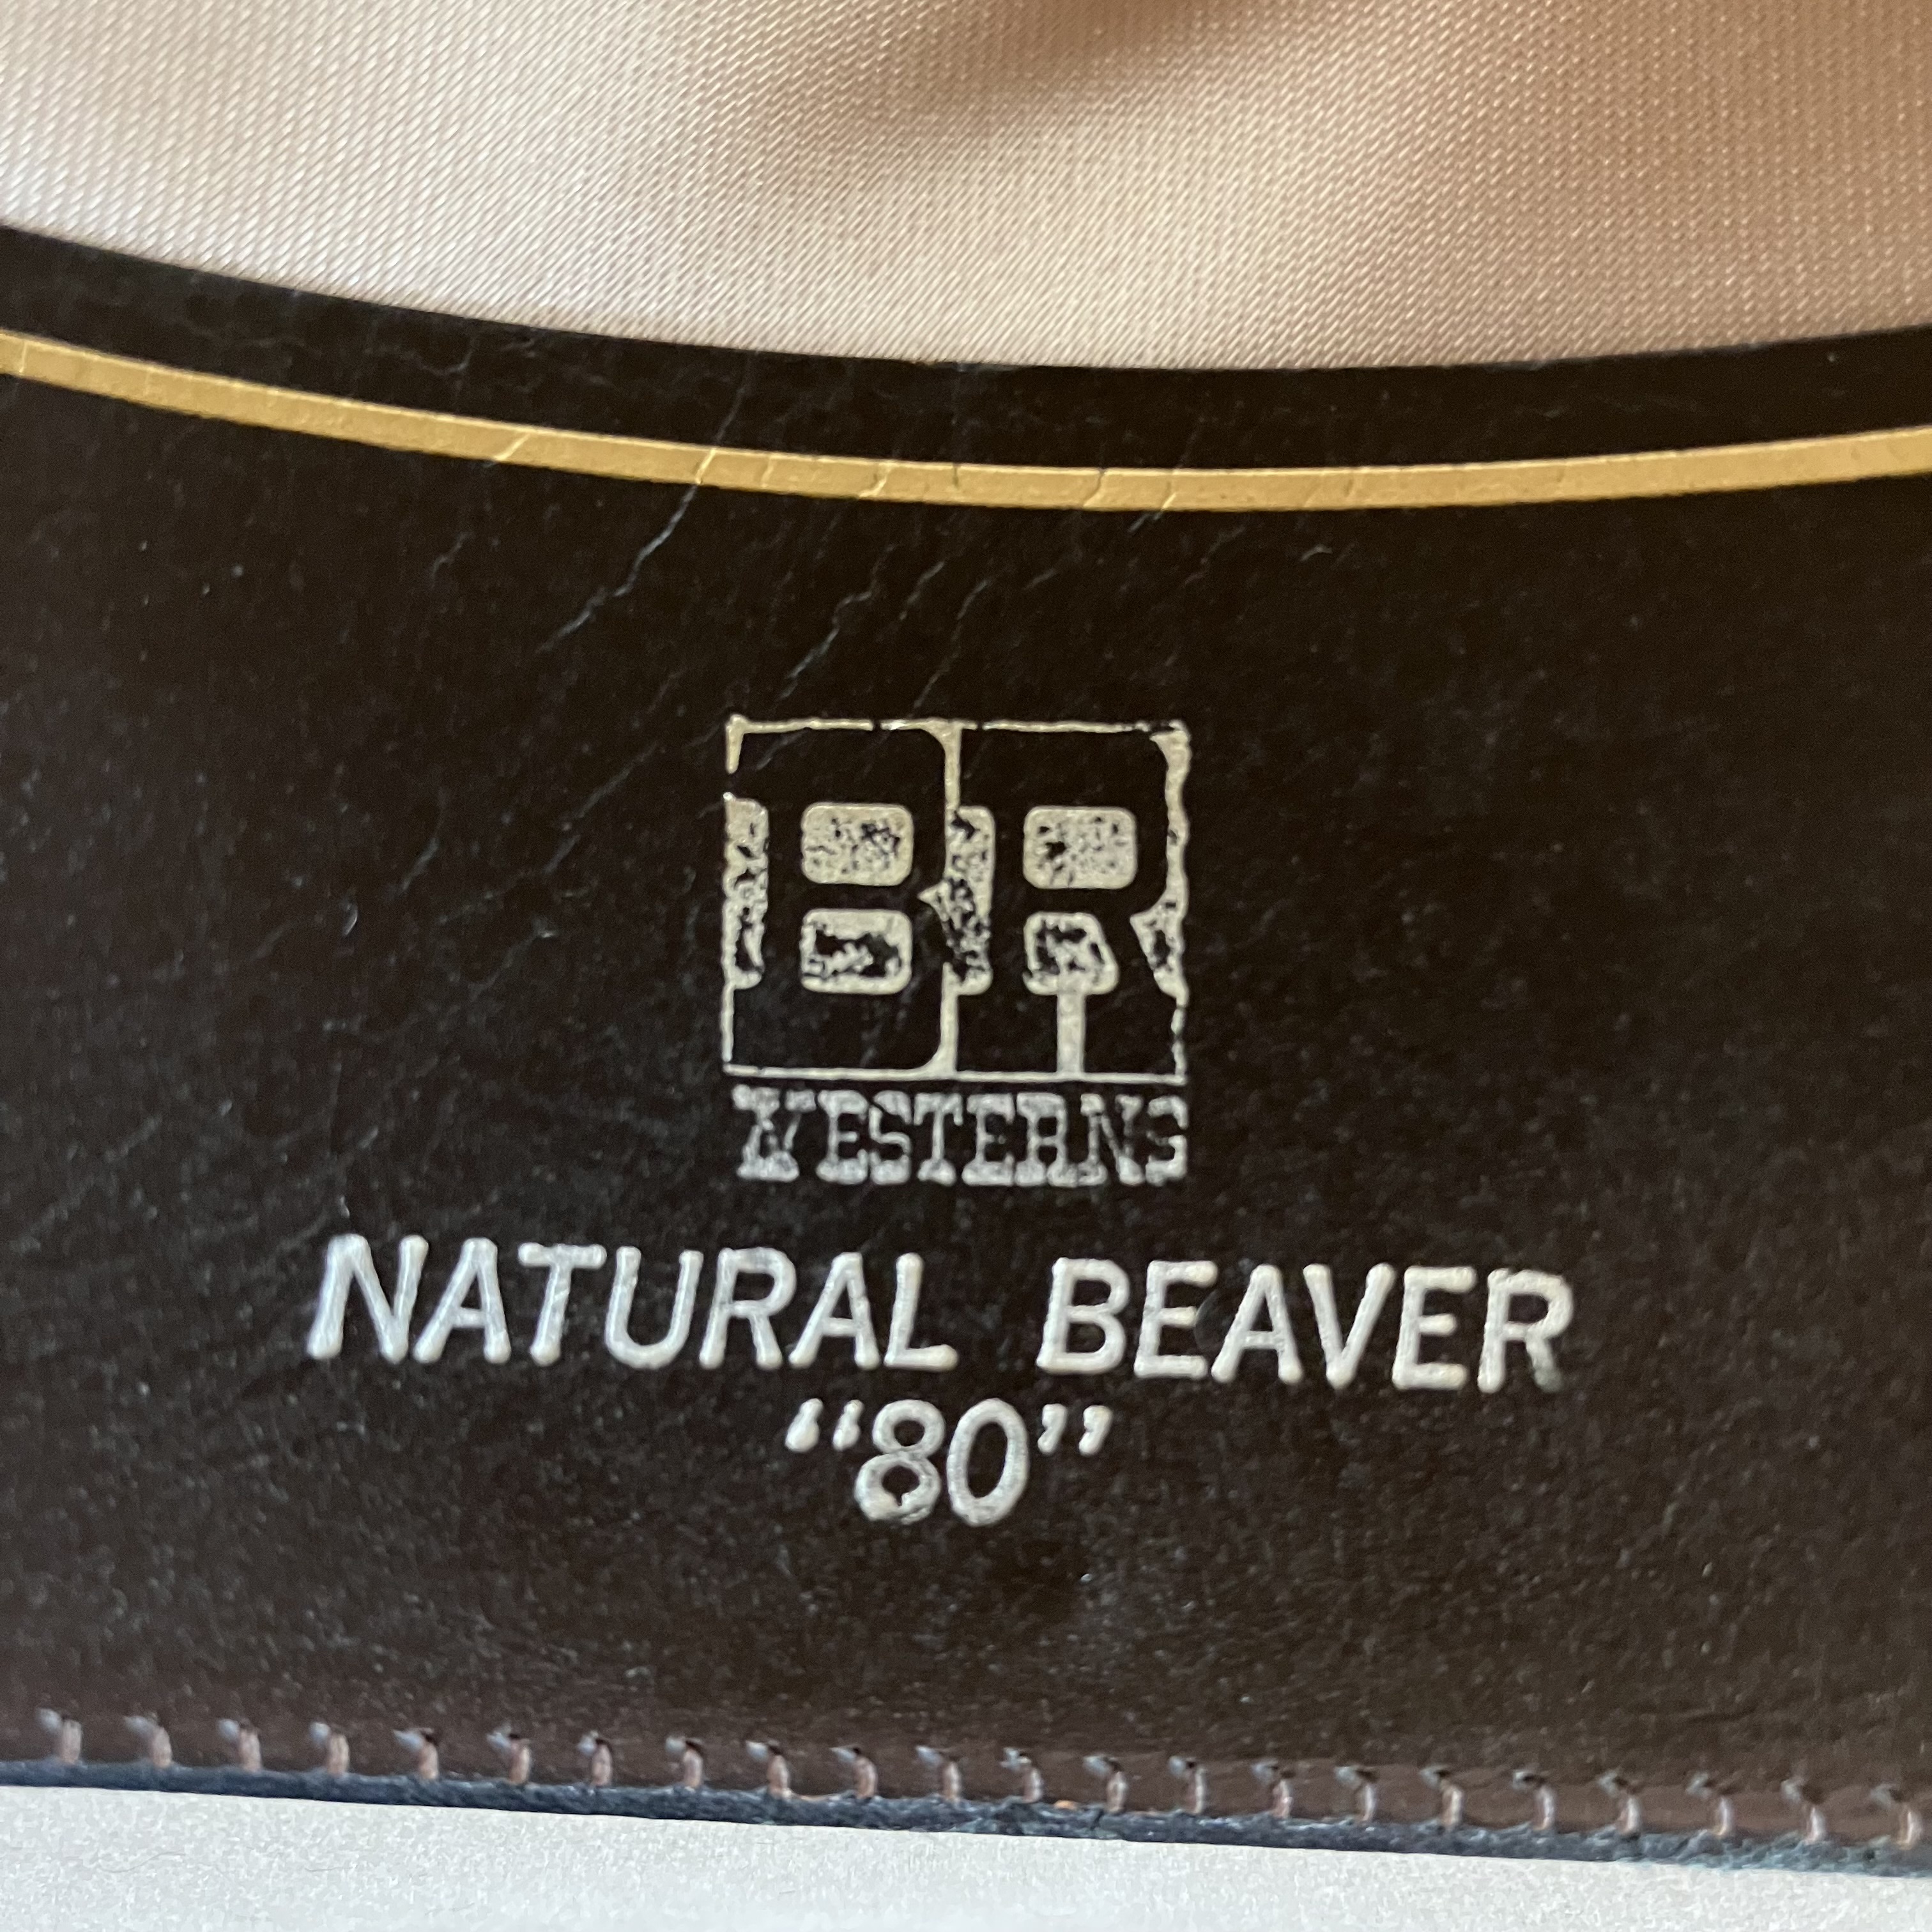 BR
WESTERNS
NATURAL BEAVER
“80”